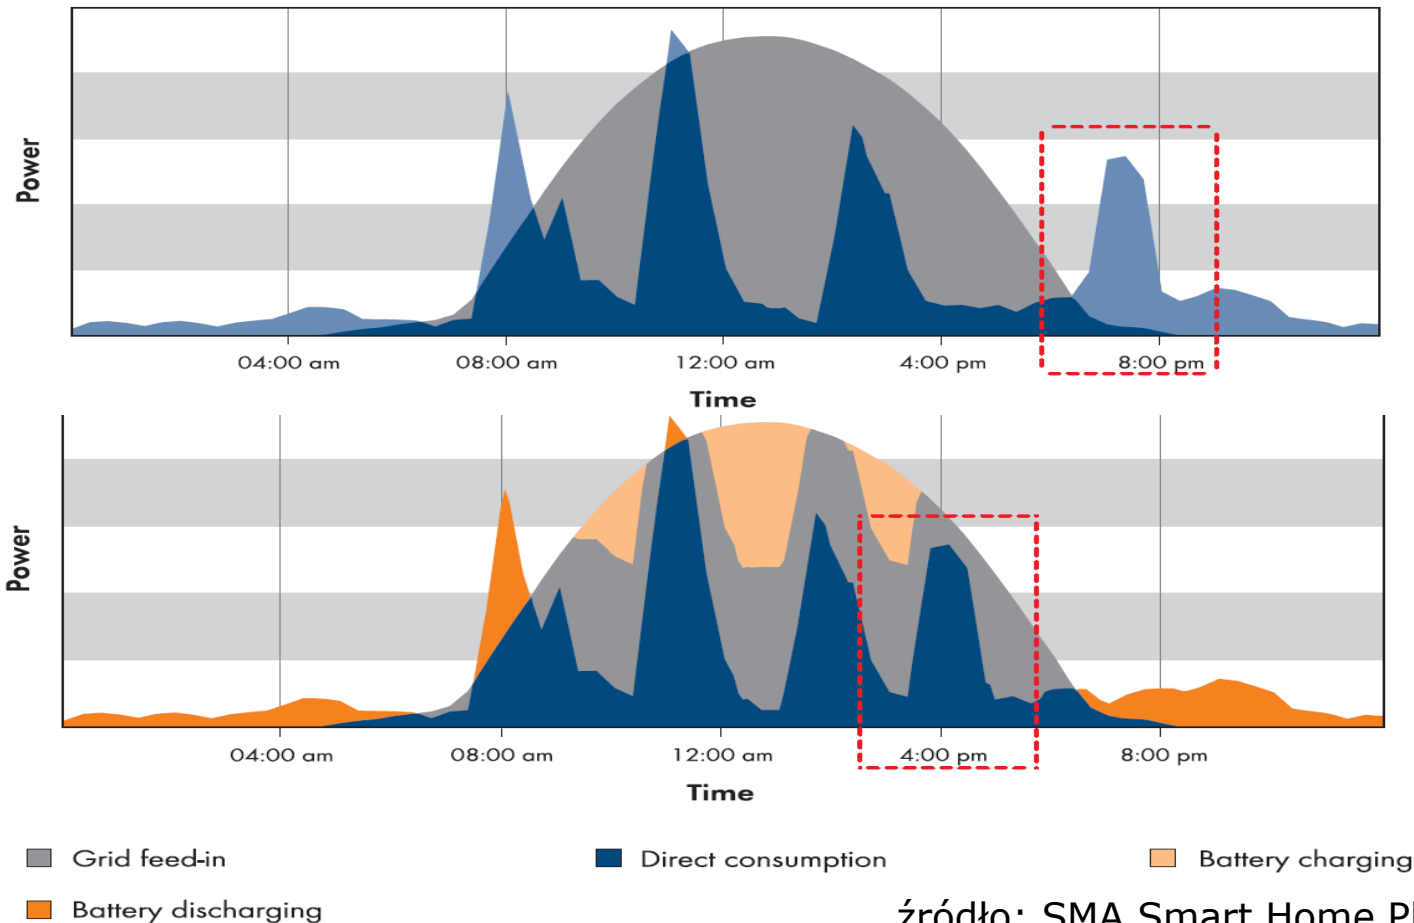 Power
04:00 am 08:00 am 12:00 am 4:00 pm 8:00 pm
Time
Power
04:00 am 08:00 am 12:00 am 4:00 pm 8:00 pm
Time
Grid feed-in Direct consumption Battery charging
Battery discharging
źródło: SMA Smart Home